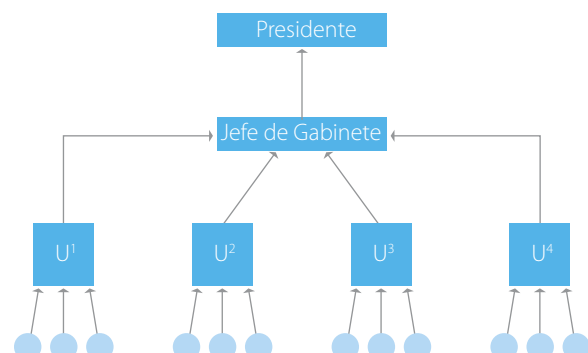 Presidente
Jefe de Gabinete
U¹ U² U³ U⁴